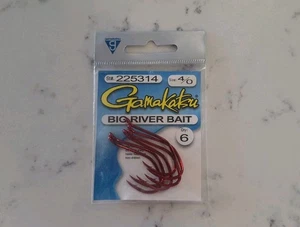 225314
4/0
Gamakatsu
BIG RIVER BAIT
6